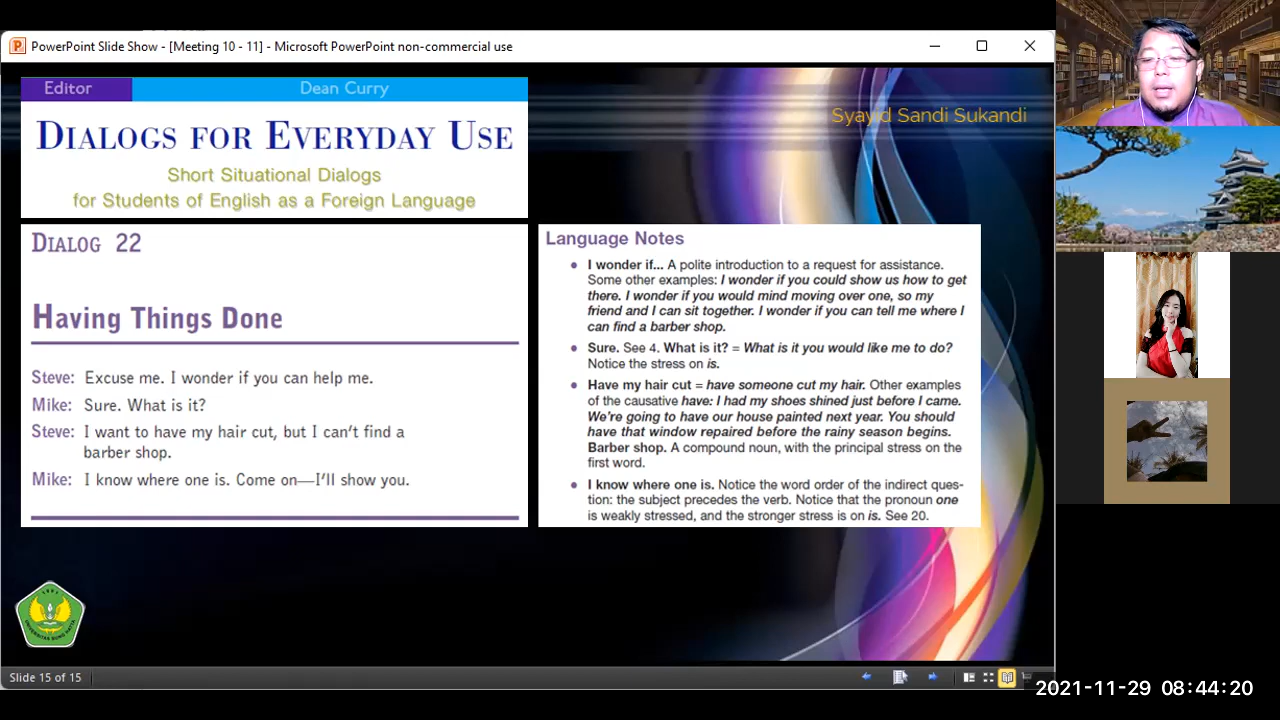 PowerPoint Slide Show - [Meeting 10 - 11] - Microsoft PowerPoint non-commercial use
Editor
Dean Curry
DIALOGS FOR EVERYDAY USE
Short Situational Dialogs
for Students of English as a Foreign Language
Syayid Sandi Sukandi
DIALOG 22
Having Things Done
Steve: Excuse me. I wonder if you can help me.
Mike: Sure. What is it?
Steve: I want to have my hair cut, but I can't find a
barber shop.
Mike: I know where one is. Come on—I'll show you.
Language Notes
• I wonder if... A polite introduction to a request for assistance.
Some other examples: I wonder if you could show us how to get
there. I wonder if you would mind moving over one, so my
friend and I can sit together. I wonder if you can tell me where I
can find a barber shop.
• Sure. See 4. What is it? = What is it you would like me to do?
Notice the stress on is.
• Have my hair cut = have someone cut my hair. Other examples
of the causative have: I had my shoes shined just before I came.
We're going to have our house painted next year. You should
have that window repaired before the rainy season begins.
Barber shop. A compound noun, with the principal stress on the
first word.
• I know where one is. Notice the word order of the indirect ques-
tion: the subject precedes the verb. Notice that the pronoun one
is weakly stressed, and the stronger stress is on is. See 20.
UNIVERSITAS BUNG HATTA
Slide 15 of 15
2021-11-29 08:44:20